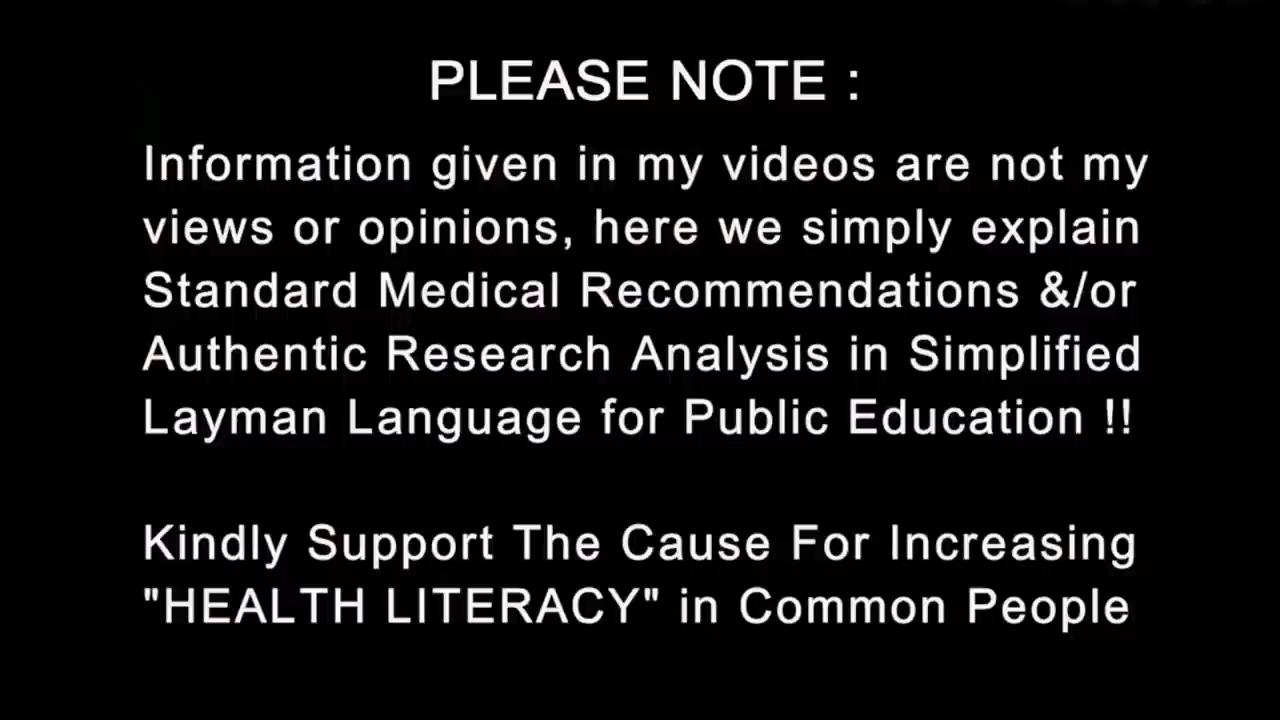 PLEASE NOTE :
Information given in my videos are not my
views or opinions, here we simply explain
Standard Medical Recommendations &/or
Authentic Research Analysis in Simplified
Layman Language for Public Education !!
Kindly Support The Cause For Increasing
"HEALTH LITERACY" in Common People